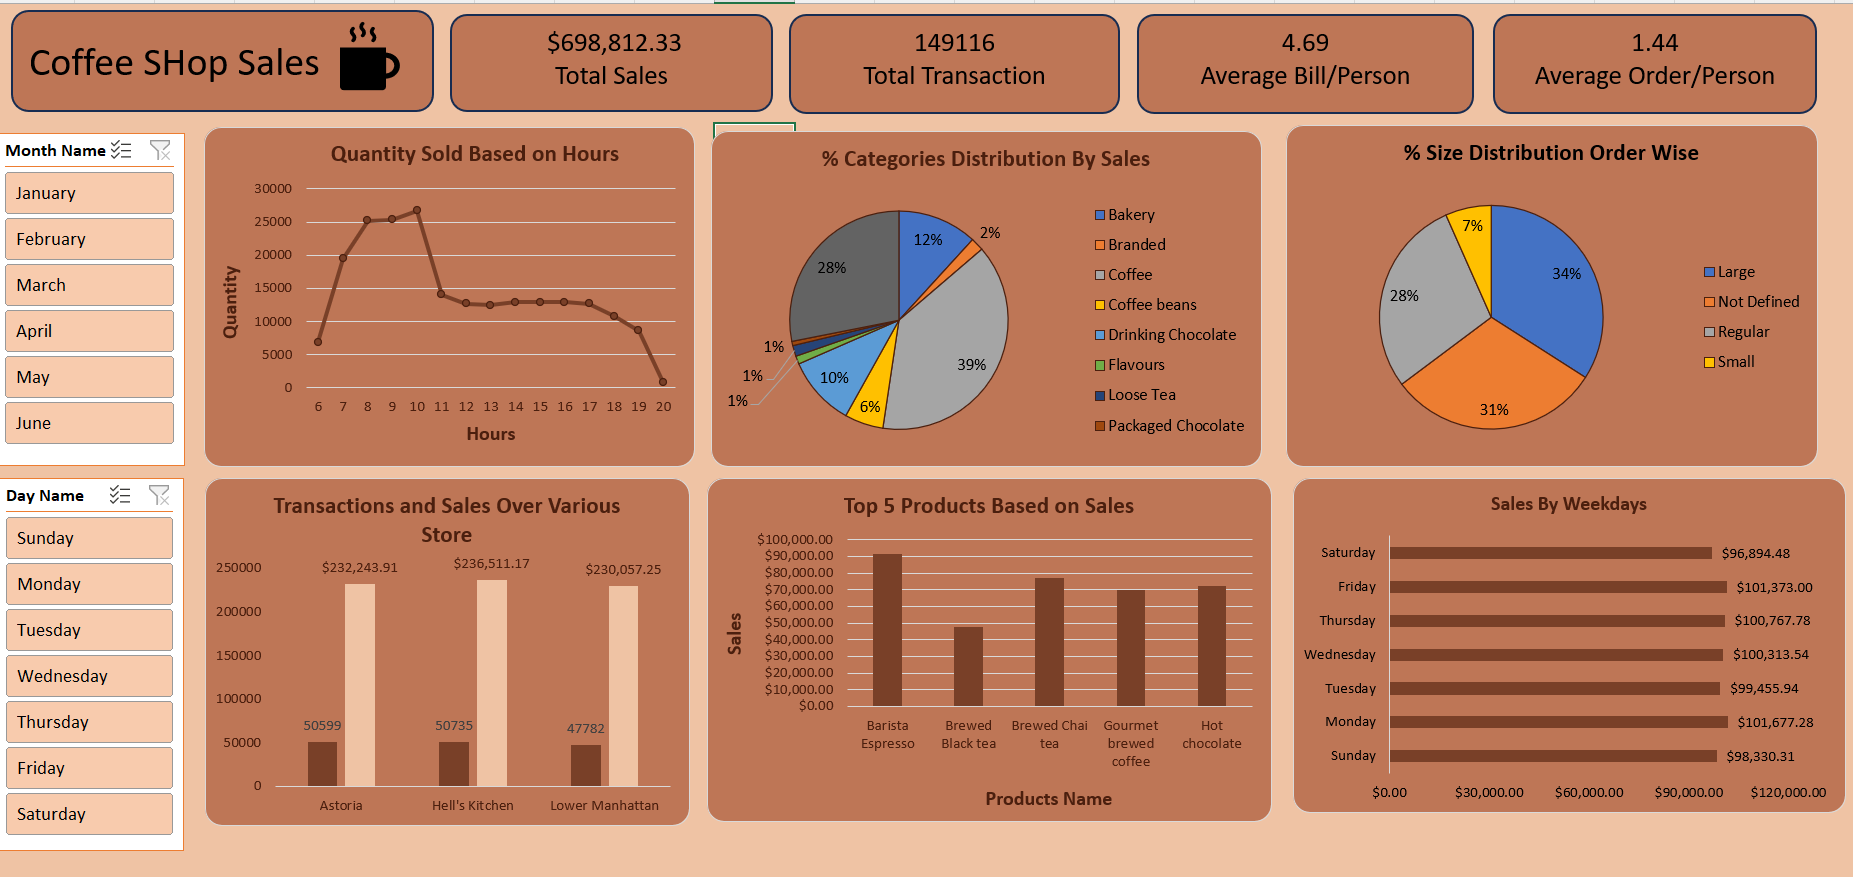 Coffee SHop Sales
$698,812.33
Total Sales
149116
Total Transaction
4.69
Average Bill/Person
1.44
Average Order/Person
Month Name
January
February
March
April
May
June
Quantity Sold Based on Hours
30000
25000
20000
15000
10000
5000
0
Quantity
6 7 8 9 10 11 12 13 14 15 16 17 18 19 20
Hours
% Categories Distribution By Sales
12%
2%
28%
39%
10%
6%
1%
1%
1%
Bakery
Branded
Coffee
Coffee beans
Drinking Chocolate
Flavours
Loose Tea
Packaged Chocolate
% Size Distribution Order Wise
7%
34%
28%
31%
Large
Not Defined
Regular
Small
Day Name
Sunday
Monday
Tuesday
Wednesday
Thursday
Friday
Saturday
Transactions and Sales Over Various
Store
250000
200000
150000
100000
50000
0
$232,243.91
$236,511.17
$230,057.25
50599
50735
47782
Astoria
Hell's Kitchen
Lower Manhattan
Top 5 Products Based on Sales
$100,000.00
$90,000.00
$80,000.00
$70,000.00
$60,000.00
$50,000.00
$40,000.00
$30,000.00
$20,000.00
$10,000.00
$0.00
Sales
Barista
Espresso
Brewed
Black tea
Brewed Chai
tea
Gourmet
brewed
coffee
Hot
chocolate
Products Name
Sales By Weekdays
Saturday $96,894.48
Friday $101,373.00
Thursday $100,767.78
Wednesday $100,313.54
Tuesday $99,455.94
Monday $101,677.28
Sunday $98,330.31
$0.00 $30,000.00 $60,000.00 $90,000.00 $120,000.00